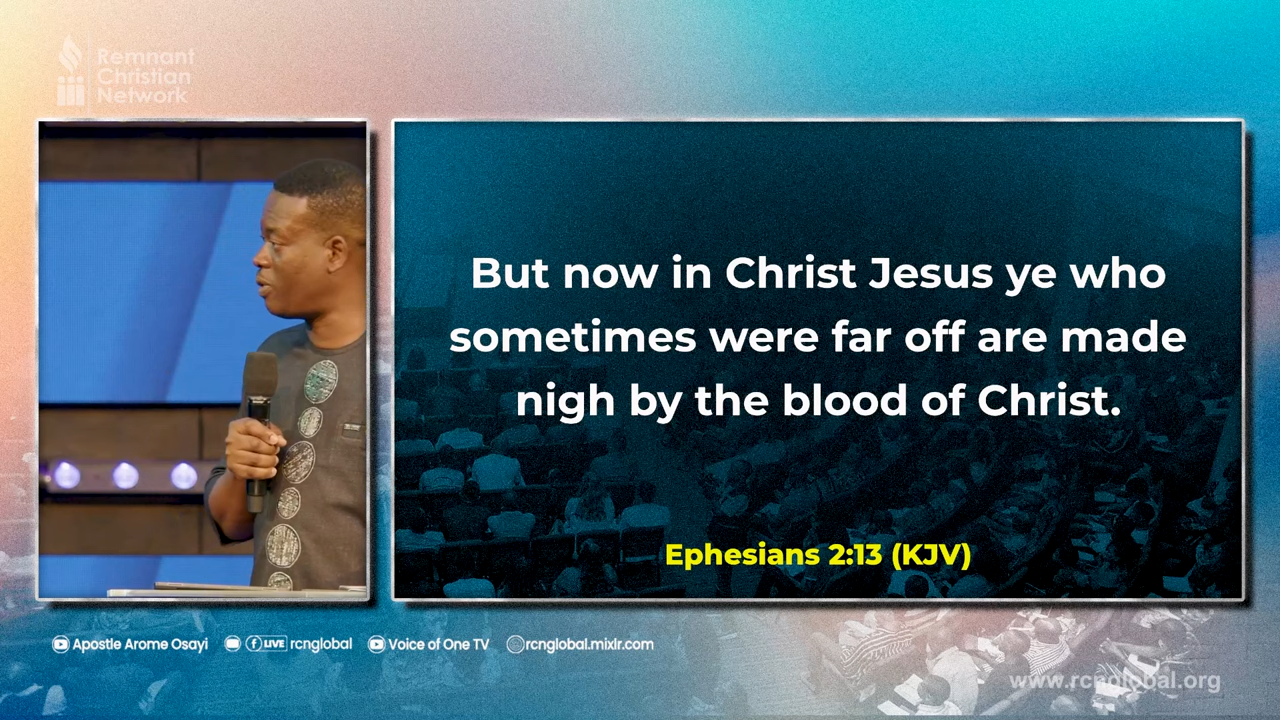 Remnant
Christian
Network
But now in Christ Jesus ye who
sometimes were far off are made
nigh by the blood of Christ.
Ephesians 2:13 (KJV)
Apostle Arome Osayi
LIVE rcnglobal
Voice of One TV
rcnglobal.mixlr.com
www.rcnglobal.org